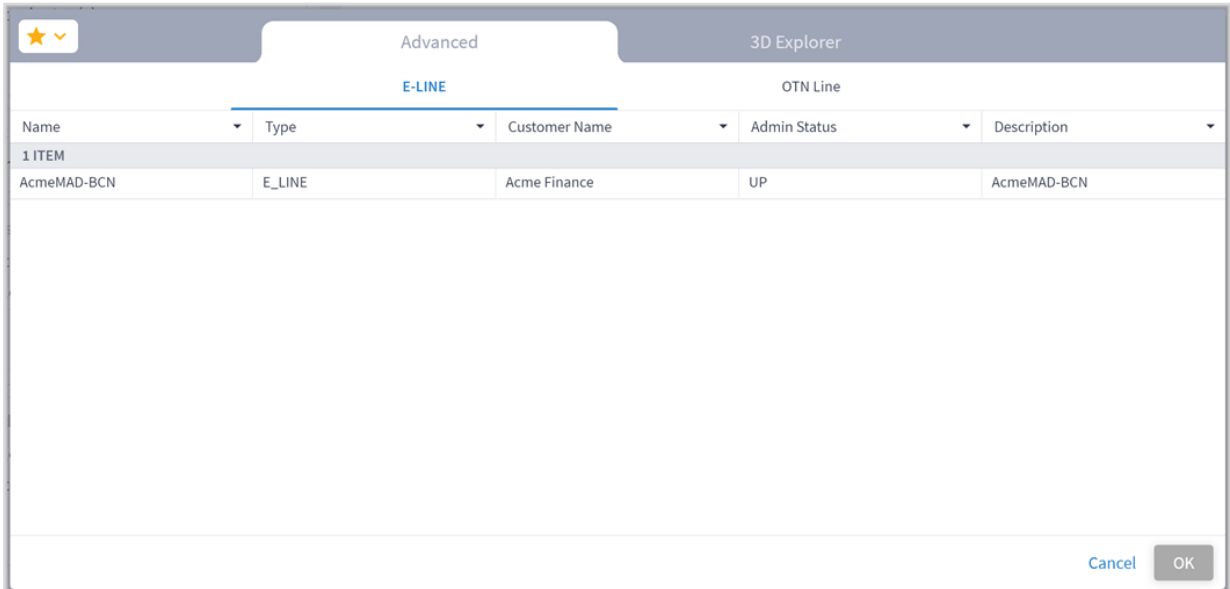 Advanced 3D Explorer
E-LINE OTN Line
Name Type Customer Name Admin Status Description
1 ITEM
AcmeMAD-BCN E_LINE Acme Finance UP AcmeMAD-BCN
Cancel OK